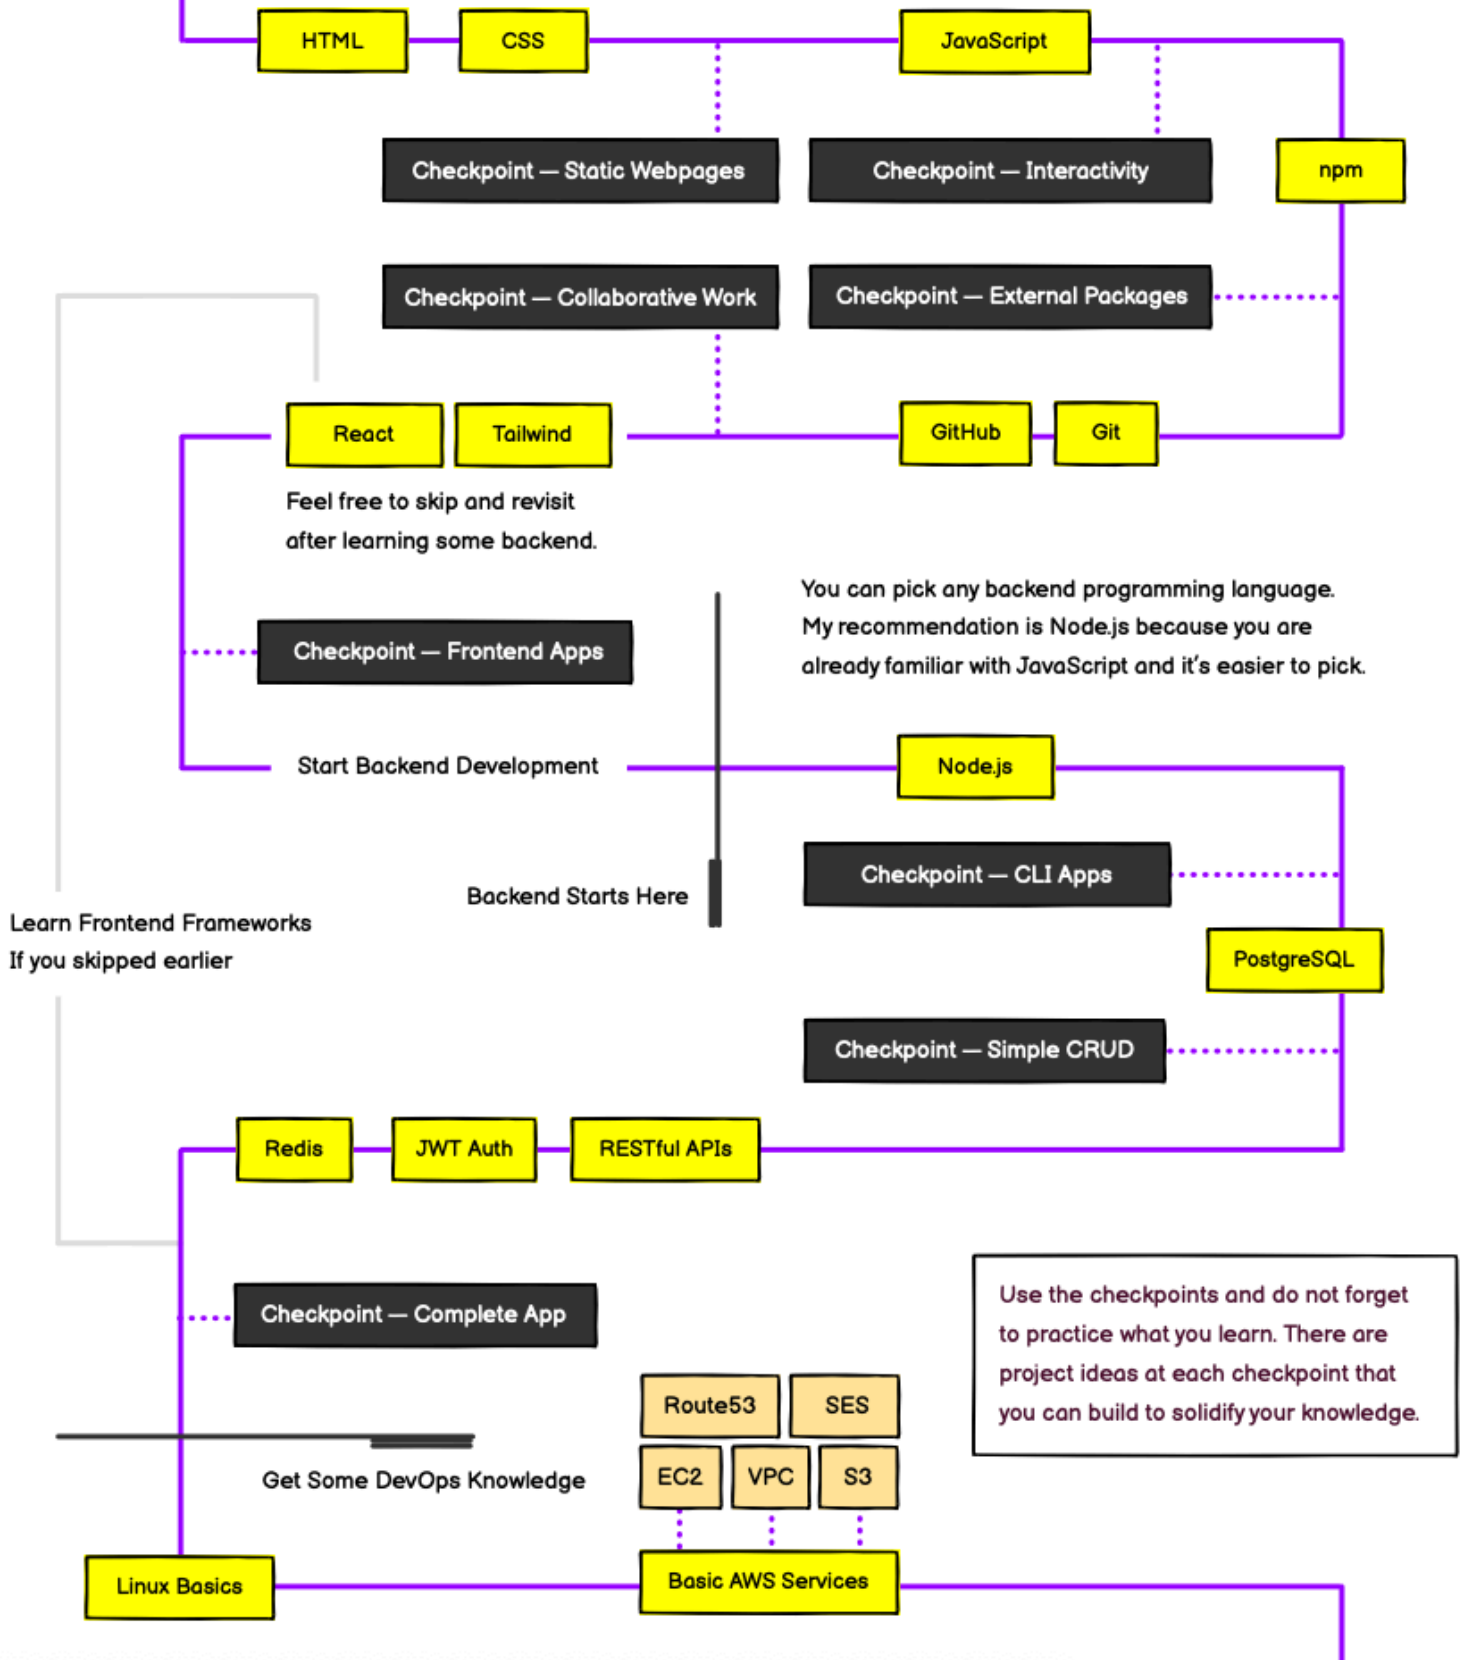 HTML
CSS
JavaScript
Checkpoint — Static Webpages
Checkpoint — Interactivity
npm
Checkpoint — Collaborative Work
Checkpoint — External Packages
React
Tailwind
GitHub
Git
Feel free to skip and revisit
after learning some backend.
You can pick any backend programming language.
My recommendation is Node.js because you are
already familiar with JavaScript and it's easier to pick.
Checkpoint — Frontend Apps
Start Backend Development
Node.js
Checkpoint — CLI Apps
Backend Starts Here
Learn Frontend Frameworks
If you skipped earlier
PostgreSQL
Checkpoint — Simple CRUD
Redis
JWT Auth
RESTful APIs
Checkpoint — Complete App
Use the checkpoints and do not forget
to practice what you learn. There are
project ideas at each checkpoint that
you can build to solidify your knowledge.
Route53
SES
EC2
VPC
S3
Get Some DevOps Knowledge
Linux Basics
Basic AWS Services